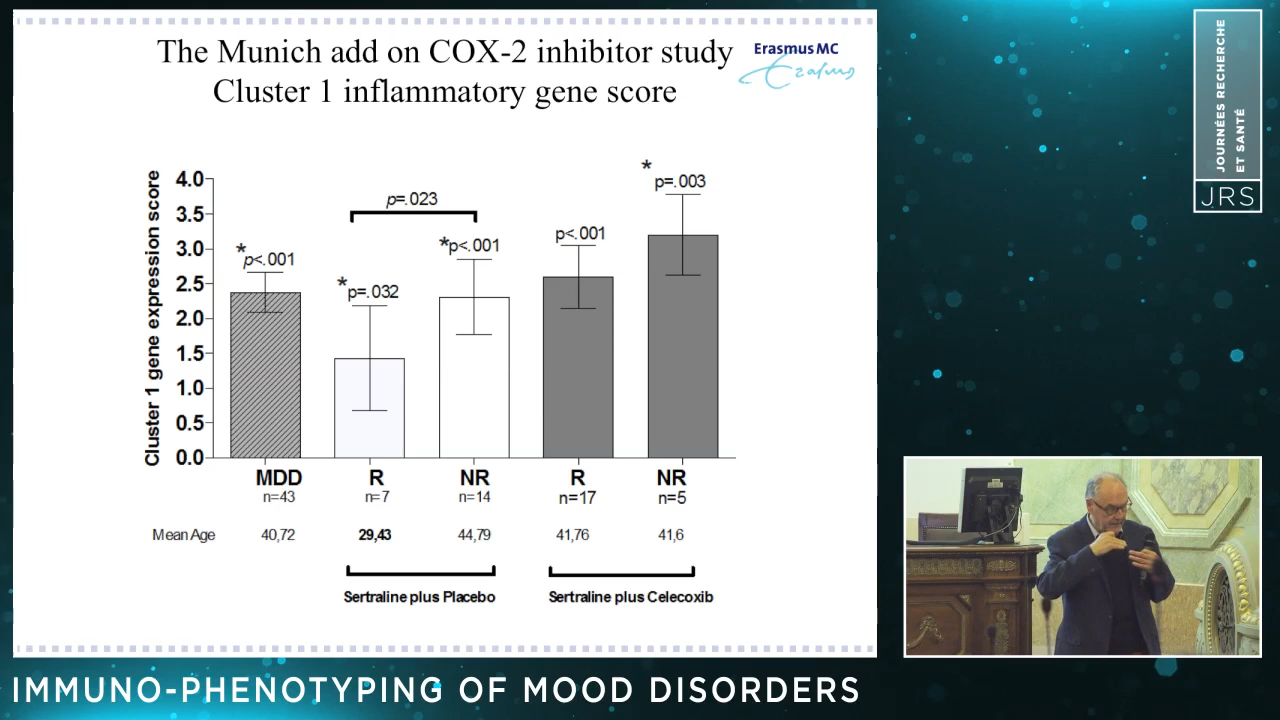 The Munich add on COX-2 inhibitor study
Cluster 1 inflammatory gene score
Erasmus MC
Erasmus
JOURNÉES RECHERCHE
ET SANTÉ
JRS
Cluster 1 gene expression score
4.0
3.5
3.0
2.5
2.0
1.5
1.0
0.5
0.0
*
p<.001
*
p=.032
p=.023
*p<.001
p<.001
*
p=.003
MDD R NR R NR
n=43 n=7 n=14 n=17 n=5
Mean Age 40,72 29,43 44,79 41,76 41,6
Sertraline plus Placebo Sertraline plus Celecoxib
IMMUNO-PHENOTYPING OF MOOD DISORDERS